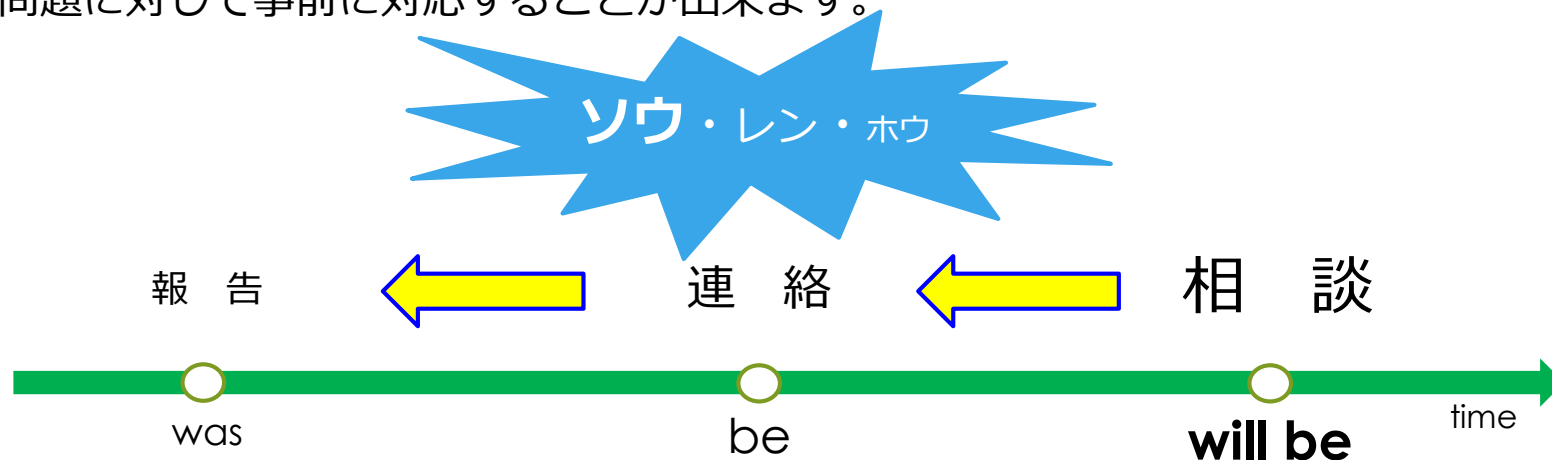 問題に対して事前に対応することが出来ます。
ソウ・レン・ホウ
報　告
連　絡
相　談
was
be
will be
time